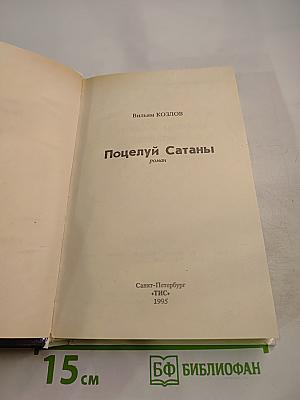 Вильям КОЗЛОВ
Поцелуй Сатаны
роман
Санкт-Петербург
«ТИС»
1995
15 см
БФ БИБЛИОФАН